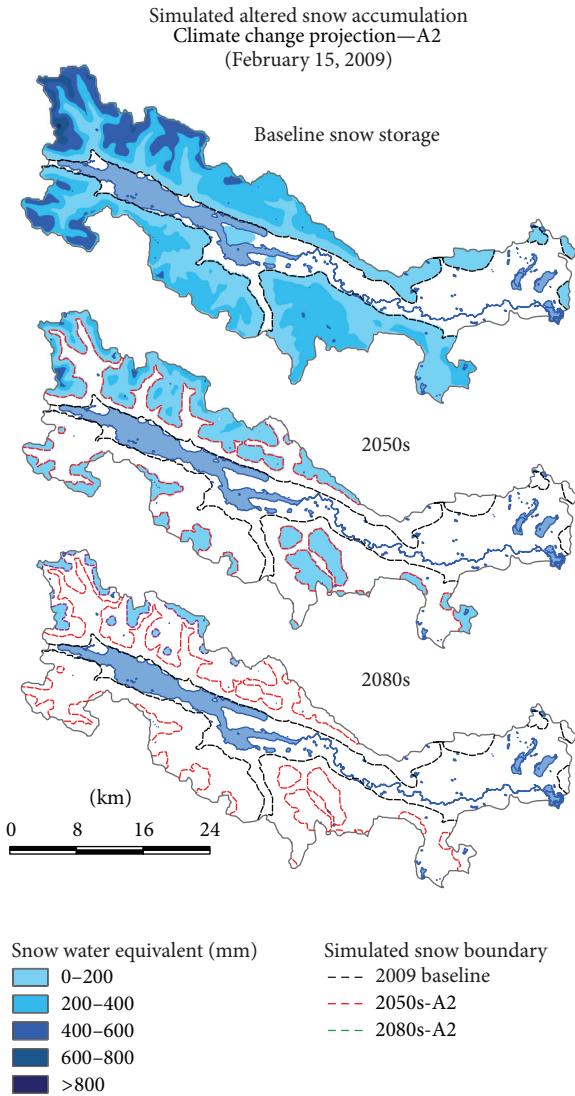 Simulated altered snow accumulation
Climate change projection—A2
(February 15, 2009)
Baseline snow storage
2050s
2080s
(km)
0 8 16 24
Snow water equivalent (mm)
0–200
200–400
400–600
600–800
>800
Simulated snow boundary
2009 baseline
2050s-A2
2080s-A2